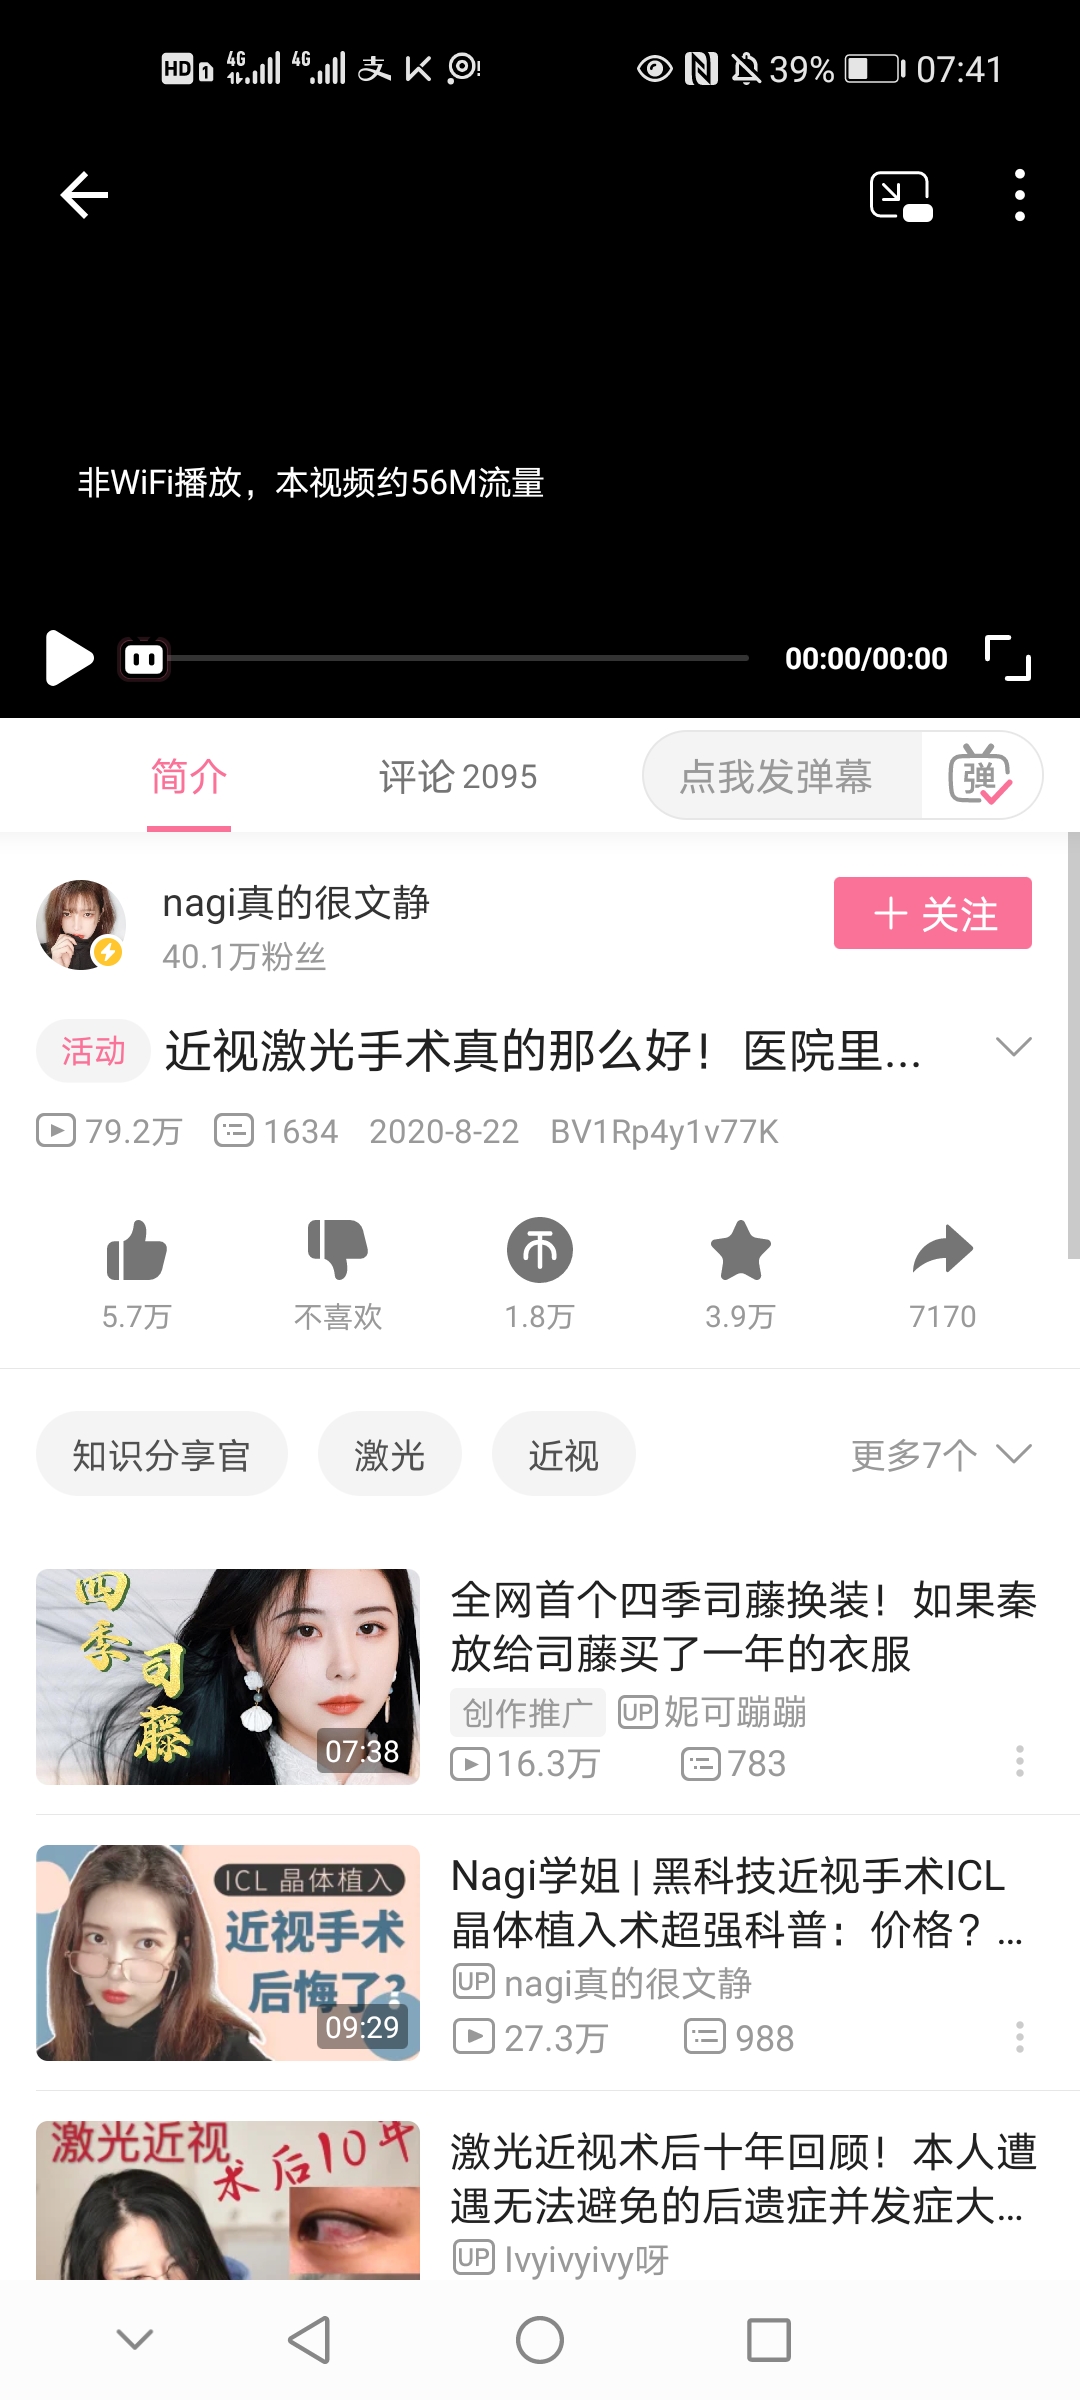 HD 1 4G 4G 支 39% 07:41
非WiFi播放，本视频约56M流量
00:00/00:00
简介 评论 2095 点我发弹幕 弹
nagi真的很文静
40.1万粉丝
+ 关注
活动 近视激光手术真的那么好！医院里...
79.2万 1634 2020-8-22 BV1Rp4y1v77K
5.7万 不喜欢 1.8万 3.9万 7170
知识分享官 激光 近视 更多7个
四季
司藤
07:38
全网首个四季司藤换装！如果秦
放给司藤买了一年的衣服
创作推广 UP 妮可蹦蹦
16.3万 783
ICL 晶体植入
近视手术
后悔了?
09:29
Nagi学姐 | 黑科技近视手术ICL
晶体植入术超强科普：价格？...
UP nagi真的很文静
27.3万 988
激光近视
术后10年
激光近视术后十年回顾！本人遭
遇无法避免的后遗症并发症大...
UP lvyivyivy呀